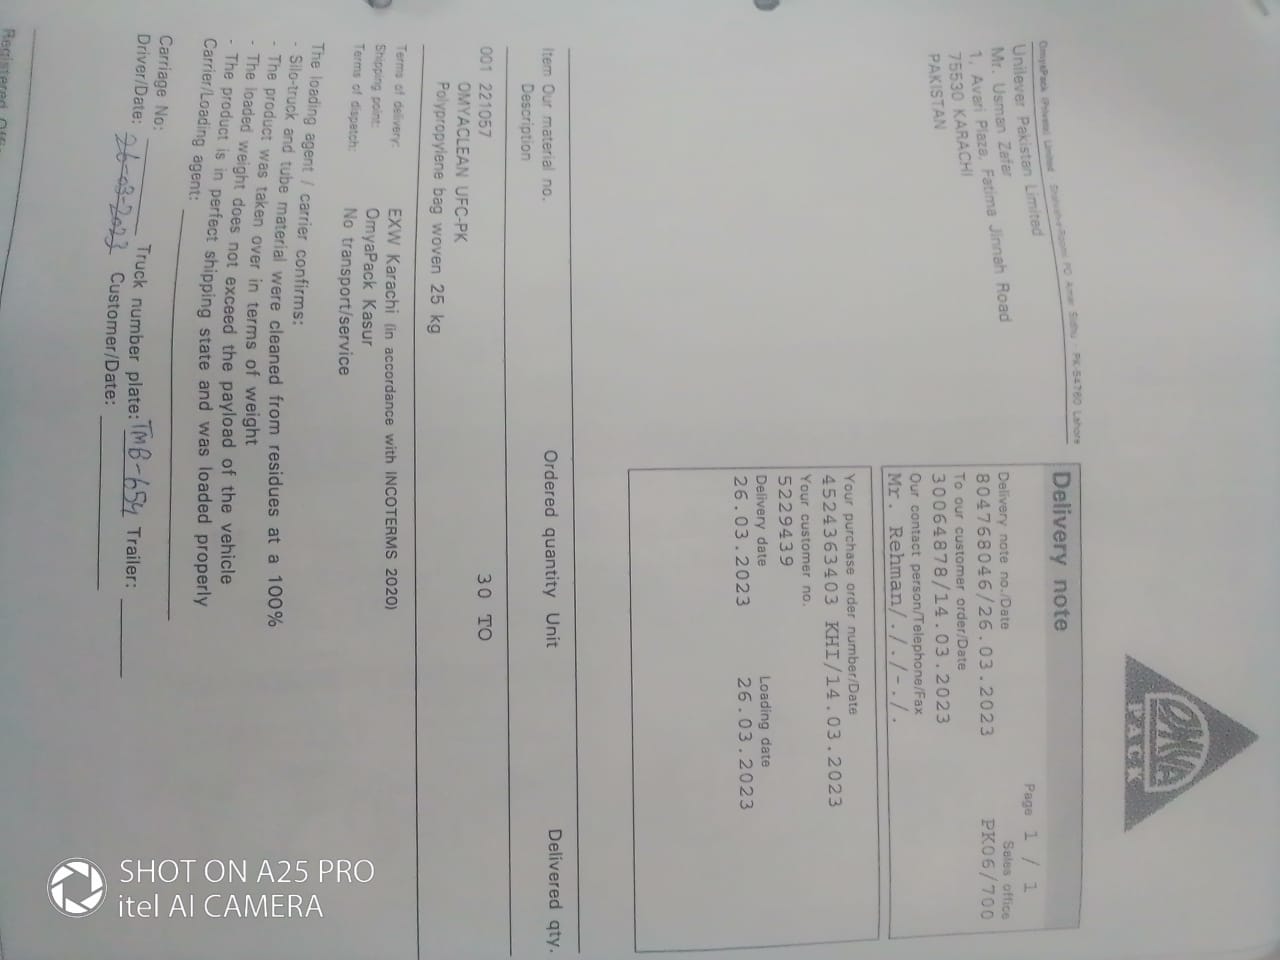 OMYA
PACK
OmyaPack (Private) Limited · Shahrah-e-Roomi PO Amar Sidhu · PK-54760 Lahore
Unilever Pakistan Limited
Mr. Usman Zafar
1, Avari Plaza, Fatima Jinnah Road
75530 KARACHI
PAKISTAN
Delivery note
Page 1 / 1
Delivery note no./Date
Sales office
804768046/26.03.2023
PK06/700
To our customer order/Date
30064878/14.03.2023
Our contact person/Telephone/Fax
Mr. Rehman/././-./.
Your purchase order number/Date
4524363403 KHI/14.03.2023
Your customer no.
5229439
Delivery date Loading date
26.03.2023 26.03.2023
Item Our material no. Ordered quantity Unit Delivered qty.
Description
001 221057 30 TO
OMYACLEAN UFC-PK
Polypropylene bag woven 25 kg
Terms of delivery: EXW Karachi (in accordance with INCOTERMS 2020)
Shipping point: OmyaPack Kasur
Terms of dispatch: No transport/service
The loading agent / carrier confirms:
- Silo-truck and tube material were cleaned from residues at a 100%
- The product was taken over in terms of weight
- The loaded weight does not exceed the payload of the vehicle
- The product is in perfect shipping state and was loaded properly
Carrier/Loading agent:
Carriage No: Truck number plate: TMB-654 Trailer:
Driver/Date: 26-03-2023 Customer/Date:
Registered
SHOT ON A25 PRO
itel AI CAMERA